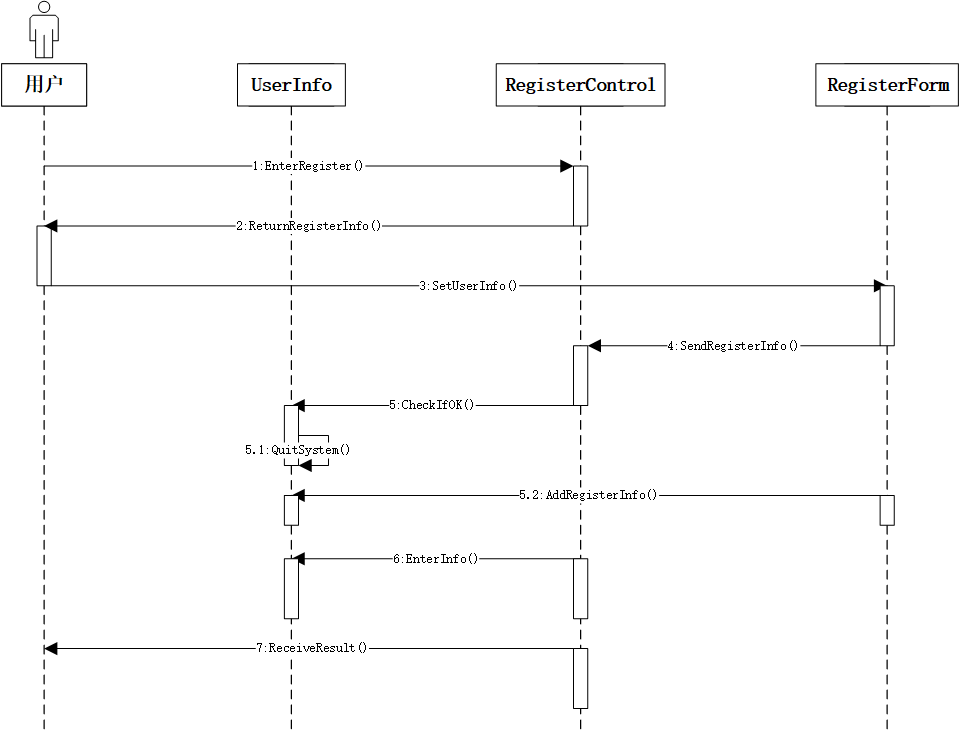 用户
UserInfo
RegisterControl
RegisterForm
1:EnterRegister()
2:ReturnRegisterInfo()
3:SetUserInfo()
4:SendRegisterInfo()
5:CheckIfOK()
5.1:QuitSystem()
5.2:AddRegisterInfo()
6:EnterInfo()
7:ReceiveResult()